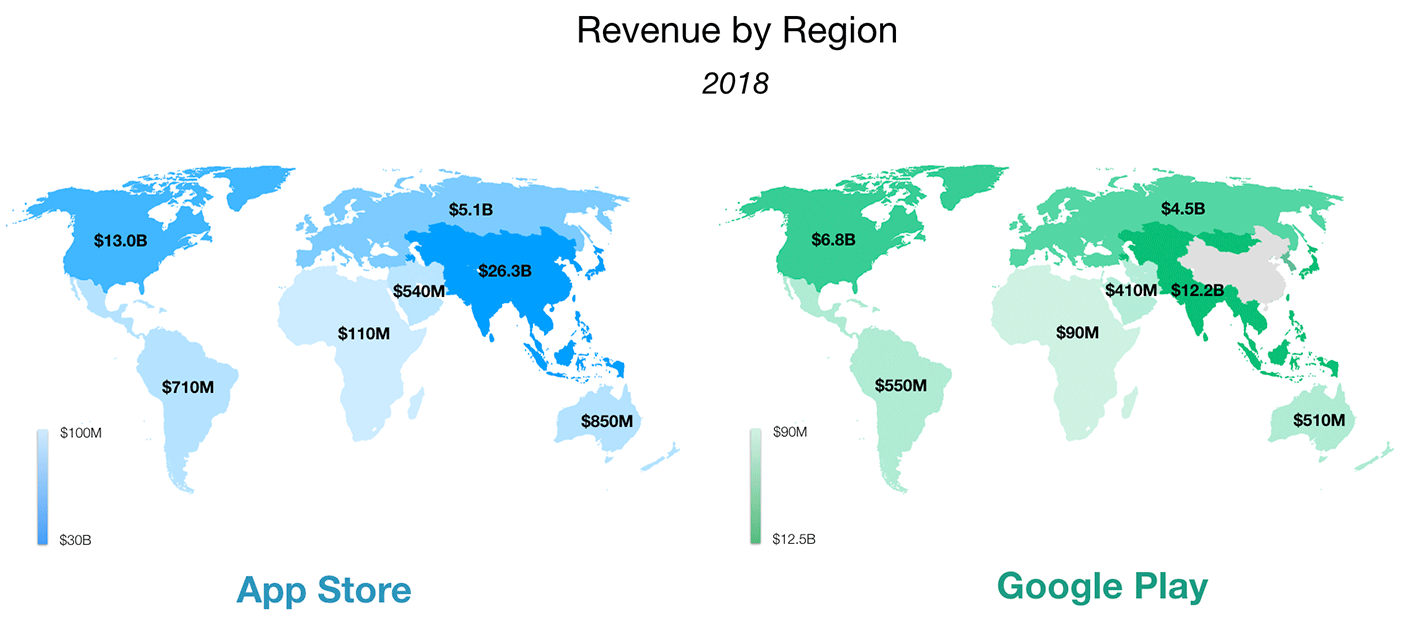 Revenue by Region
2018
$13.0B
$5.1B
$26.3B
$540M
$110M
$710M
$850M
$100M
$30B
App Store
$6.8B
$4.5B
$410M
$12.2B
$90M
$550M
$510M
$90M
$12.5B
Google Play